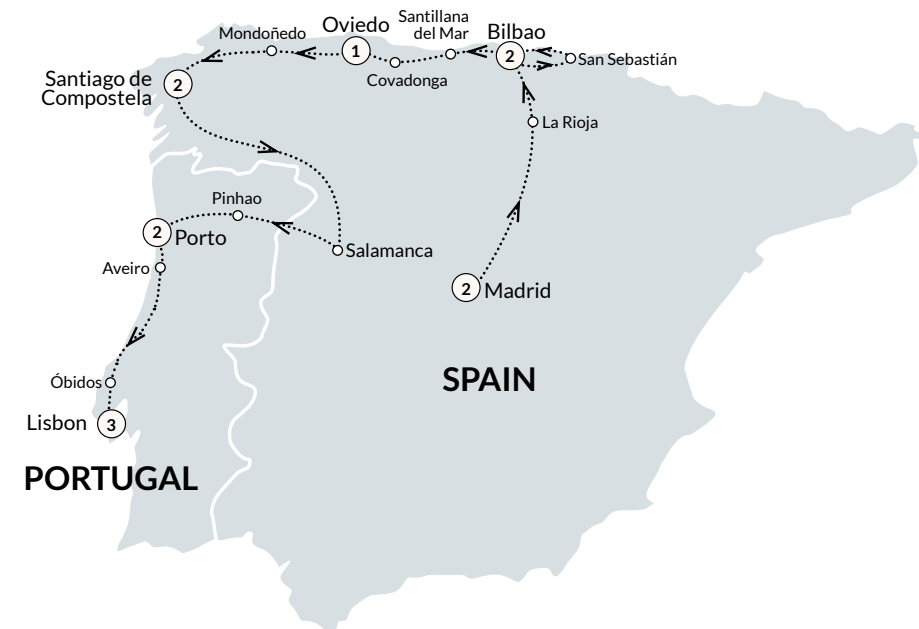 Santillana
del Mar
Oviedo
Bilbao
Mondoñedo
1
2
San Sebastián
Covadonga
Santiago de
Compostela
2
La Rioja
Pinhao
2
Porto
Salamanca
Aveiro
2
Madrid
SPAIN
Óbidos
Lisbon
3
PORTUGAL